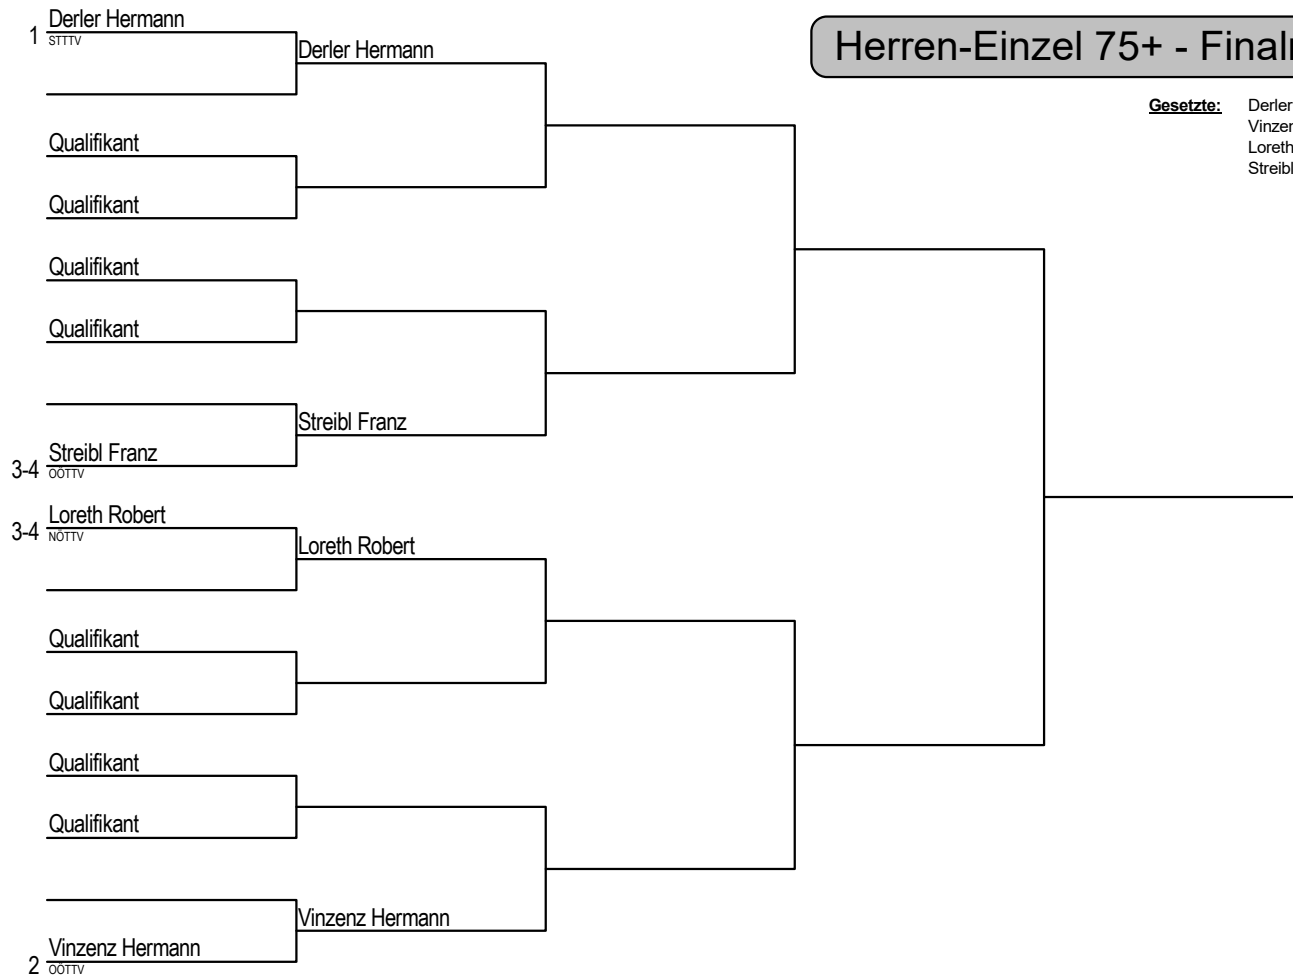 Derler Hermann
1
STTTV
Derler Hermann
Herren-Einzel 75+ - Final
Gesetzte:
Derler
Vinzen
Loreth
Streibl
Qualifikant
Qualifikant
Qualifikant
Qualifikant
Streibl Franz
Streibl Franz
3-4
OÖTTV
Loreth Robert
3-4
NÖTTV
Loreth Robert
Qualifikant
Qualifikant
Qualifikant
Qualifikant
Vinzenz Hermann
Vinzenz Hermann
2
OÖTTV